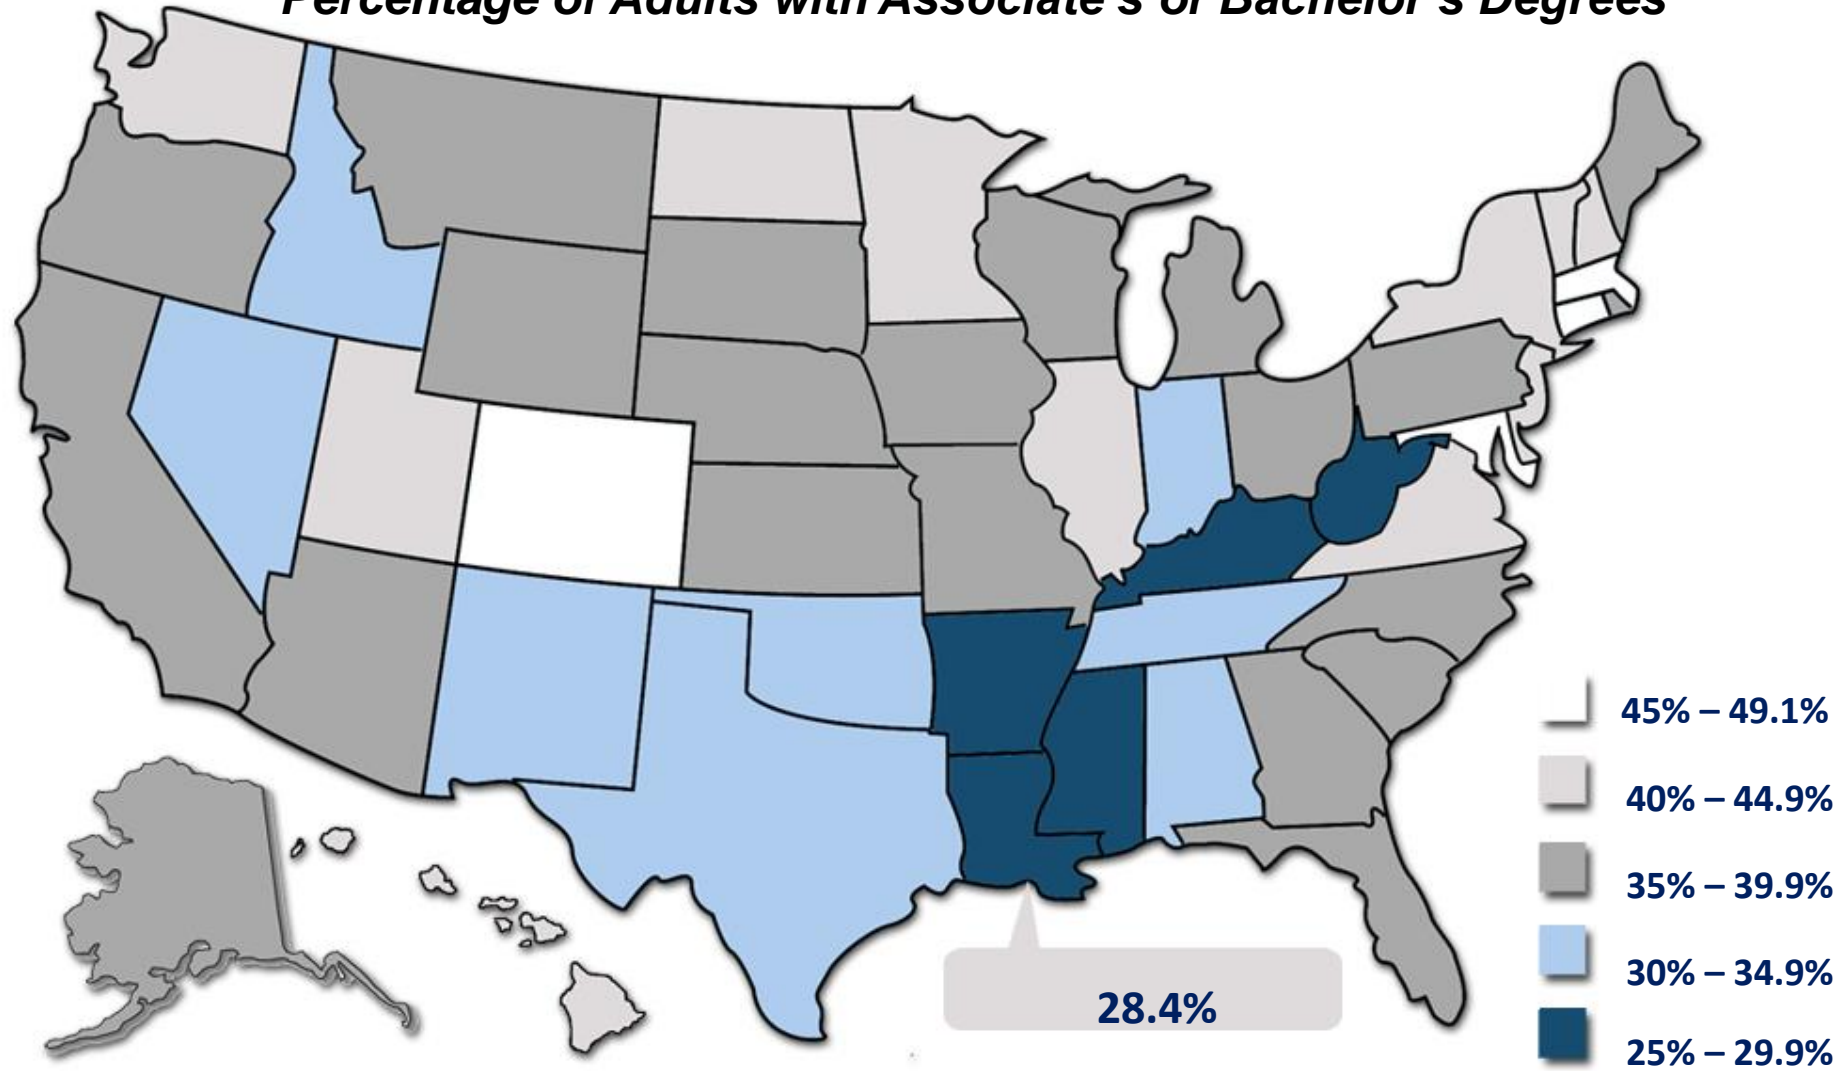 Percentage of Adults with Associate's or Bachelor's Degrees
45% – 49.1%
40% – 44.9%
35% – 39.9%
30% – 34.9%
28.4%
25% – 29.9%